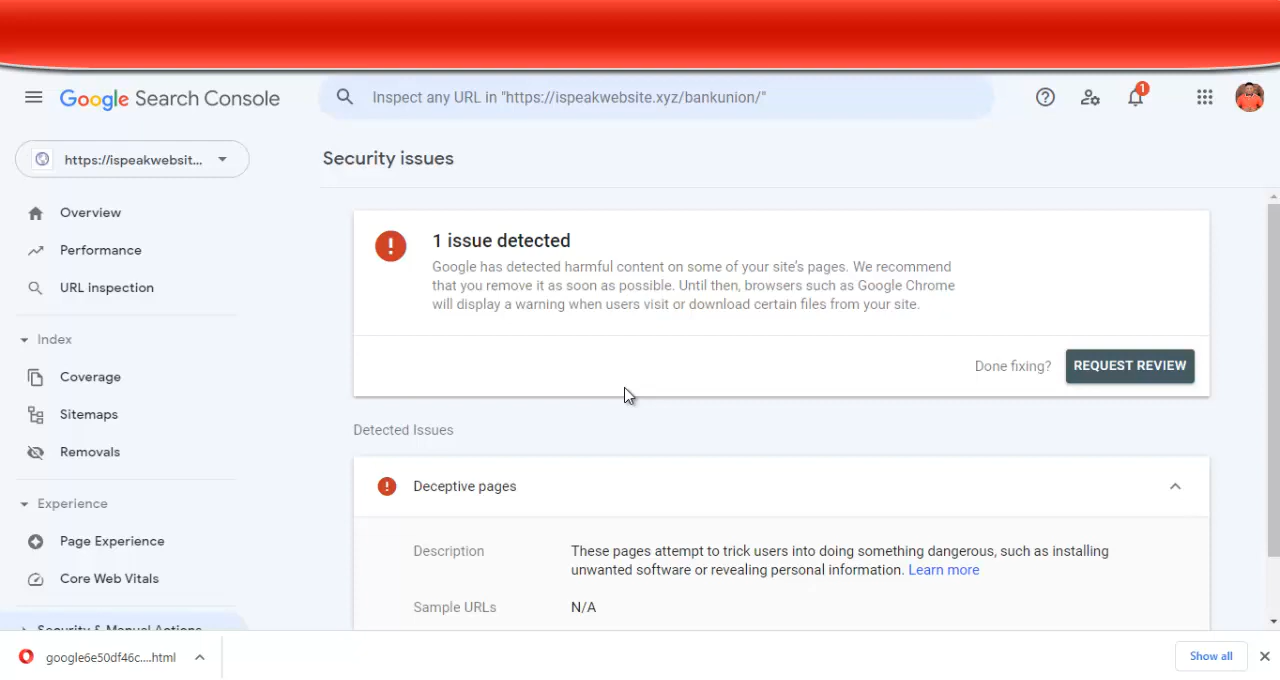 Google Search Console
Inspect any URL in "https://ispeakwebsite.xyz/bankunion/"
1
https://ispeakwebsit...
Security issues
Overview
Performance
URL inspection
Index
Coverage
Sitemaps
Removals
Experience
Page Experience
Core Web Vitals
Security & Manual Actions
1 issue detected
Google has detected harmful content on some of your site's pages. We recommend
that you remove it as soon as possible. Until then, browsers such as Google Chrome
will display a warning when users visit or download certain files from your site.
Done fixing?
REQUEST REVIEW
Detected Issues
Deceptive pages
Description
These pages attempt to trick users into doing something dangerous, such as installing
unwanted software or revealing personal information. Learn more
Sample URLs
N/A
google6e50df46c....html
Show all